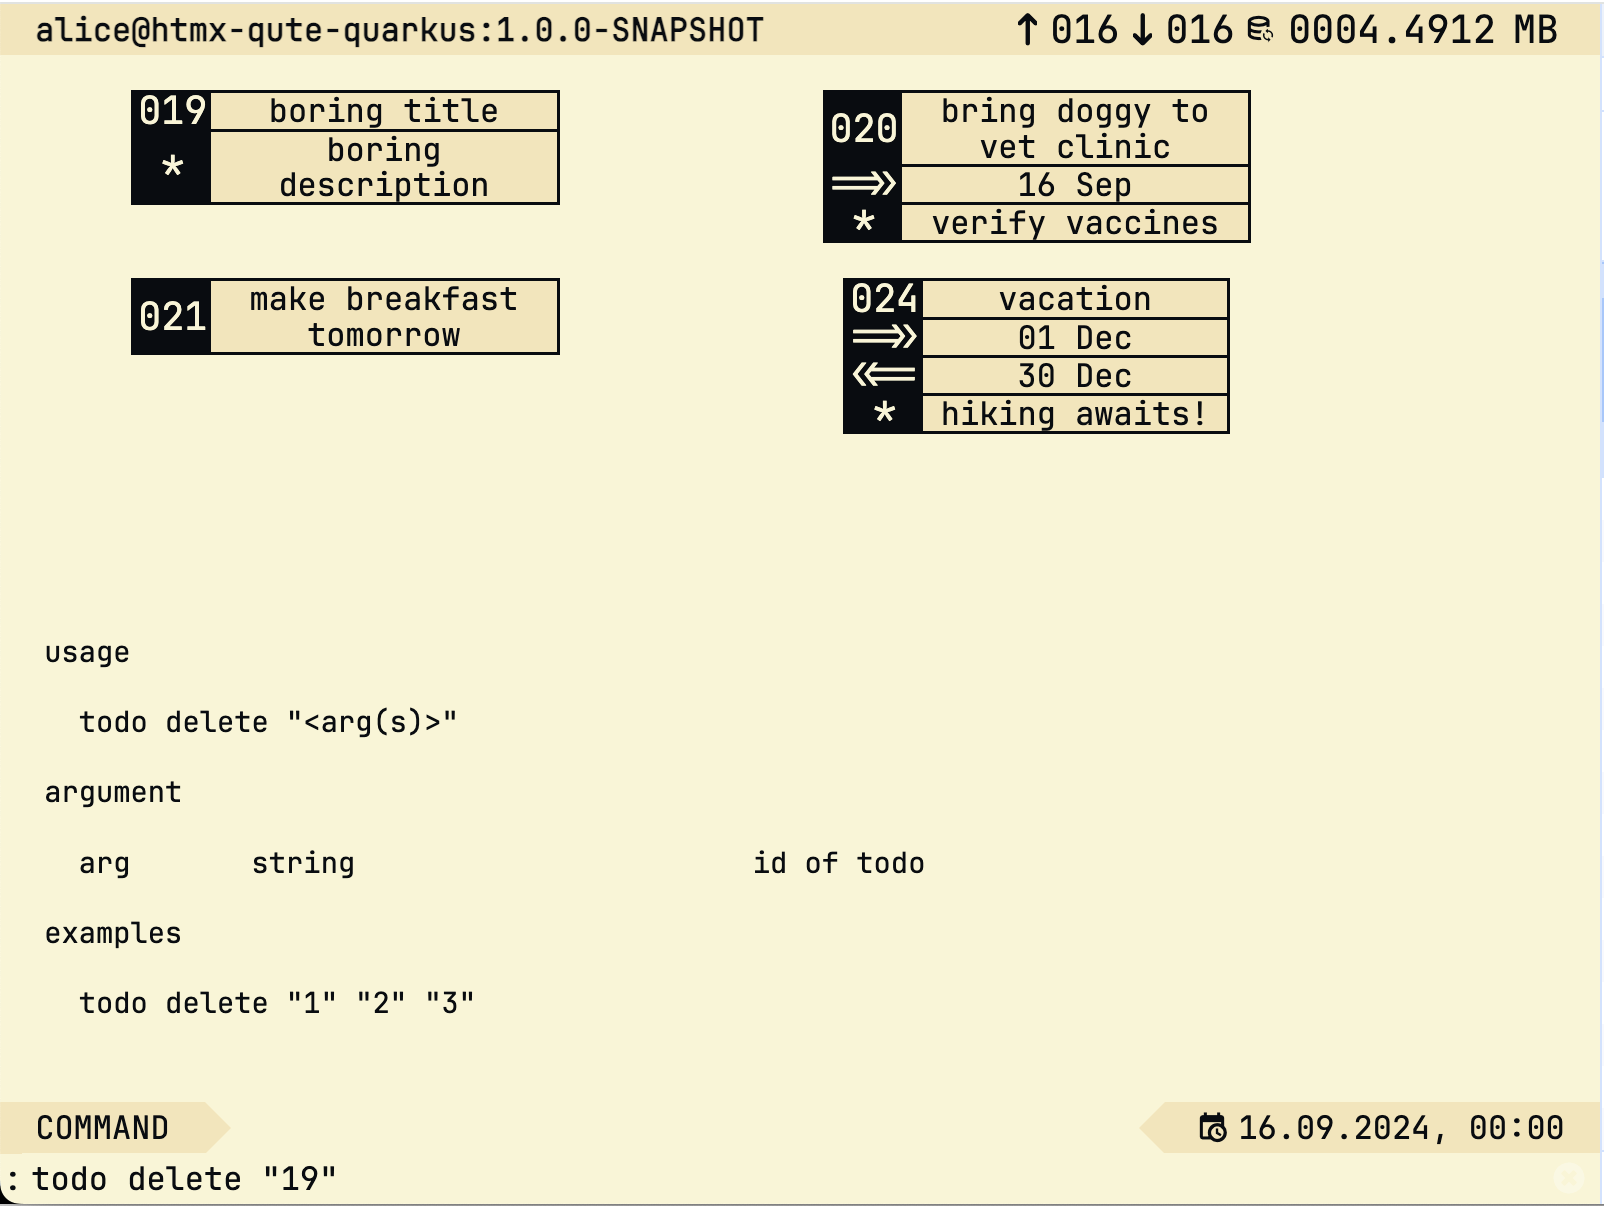 alice@htmx-qute-quarkus:1.0.0-SNAPSHOT ↑ 016 ↓ 016 0004.4912 MB
019 boring title
* boring
description
020 bring doggy to
vet clinic
=>> 16 Sep
* verify vaccines
021 make breakfast
tomorrow
024 vacation
=>> 01 Dec
<<= 30 Dec
* hiking awaits!
usage
todo delete "<arg(s)>"
argument
arg string id of todo
examples
todo delete "1" "2" "3"
COMMAND 16.09.2024, 00:00
:todo delete "19"